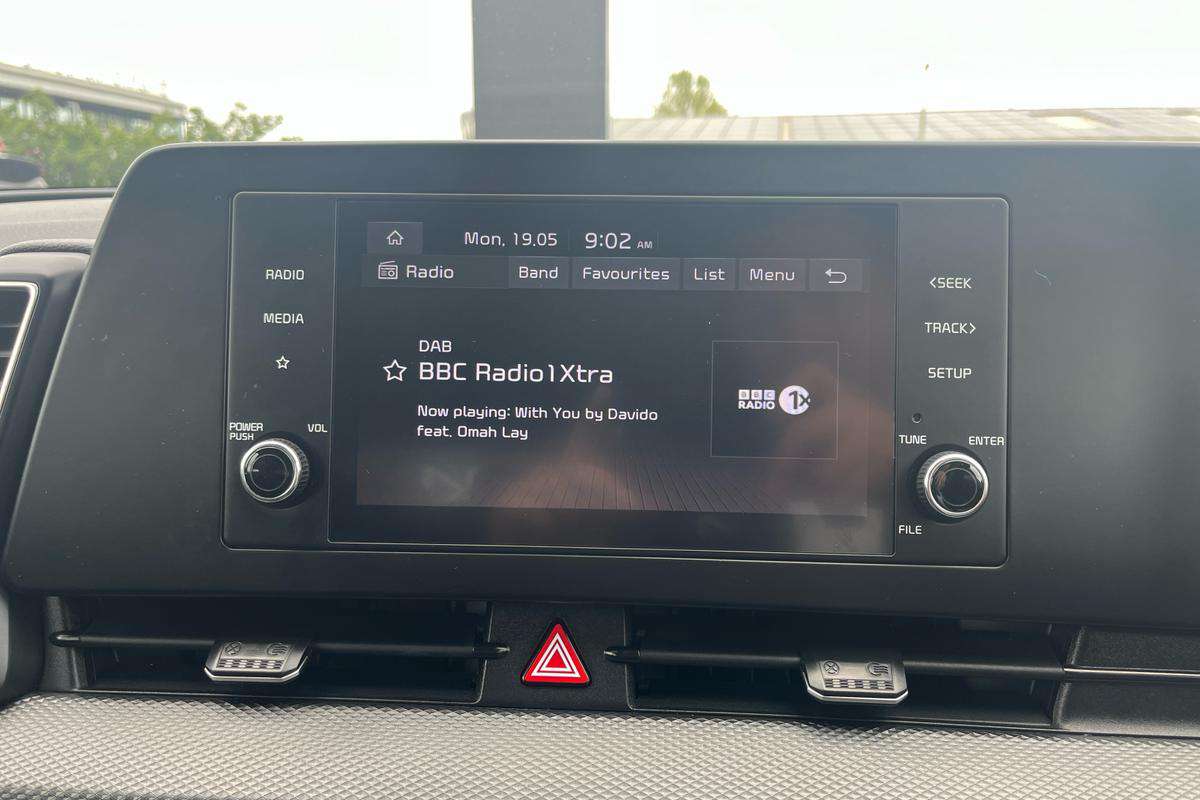 Mon, 19.05 9:02 AM
Radio Band Favourites List Menu
RADIO
MEDIA
<SEEK
TRACK>
SETUP
DAB
BBC Radio1Xtra
Now playing: With You by Davido
feat. Omah Lay
BBC
RADIO 1X
POWER
PUSH
VOL
TUNE
ENTER
FILE